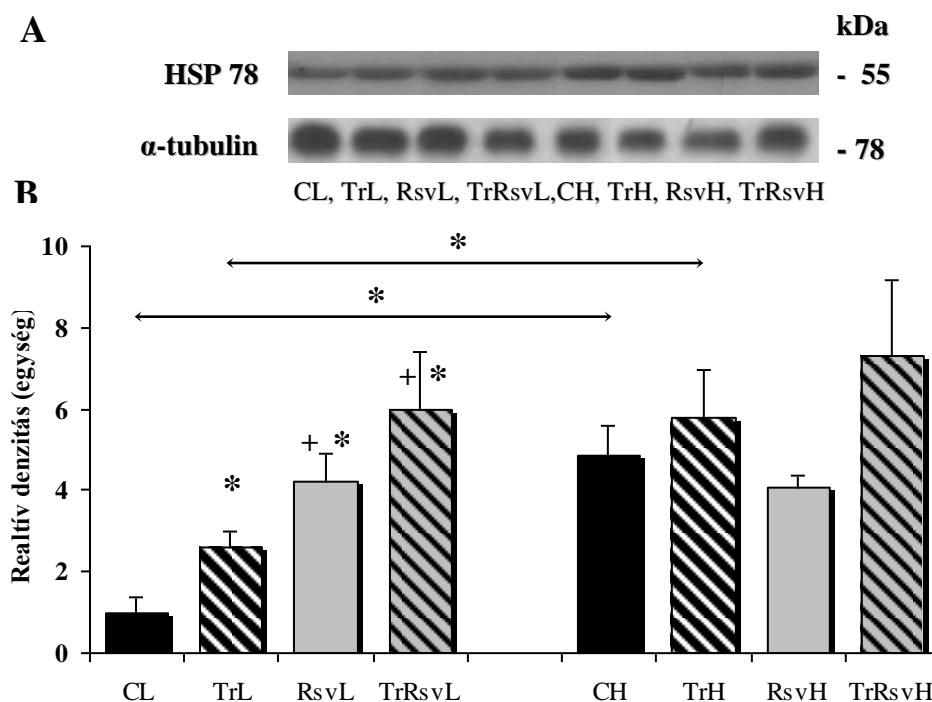 A
kDa
HSP 78
- 55
α-tubulin
- 78
CL, TrL, RsvL, TrRsvL,CH, TrH, RsvH, TrRsvH
B
Realtív denzitás (egység)
10
8
6
4
2
0
*
*
*
+ *
+ *
CL TrL RsvL TrRsvL CH TrH RsvH TrRsvH